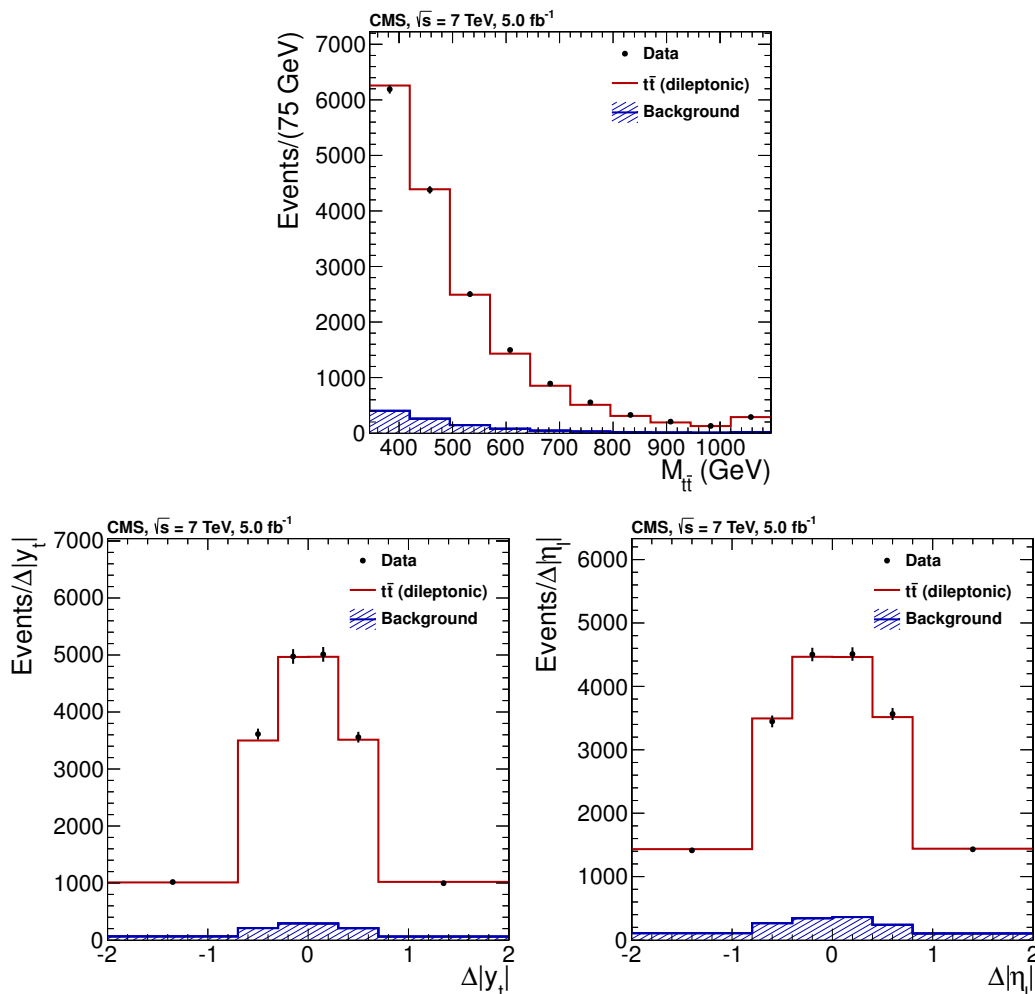 CMS, √s = 7 TeV, 5.0 fb⁻¹
Events/(75 GeV)
7000
6000
5000
4000
3000
2000
1000
0
Data
tt̄ (dileptonic)
Background
400 500 600 700 800 900 1000
M_tt̄ (GeV)
CMS, √s = 7 TeV, 5.0 fb⁻¹
Events/Δ|y_t|
7000
6000
5000
4000
3000
2000
1000
0
Data
tt̄ (dileptonic)
Background
-2 -1 0 1 2
Δ|y_t|
CMS, √s = 7 TeV, 5.0 fb⁻¹
Events/Δ|η_l|
6000
5000
4000
3000
2000
1000
0
Data
tt̄ (dileptonic)
Background
-2 -1 0 1 2
Δ|η_l|